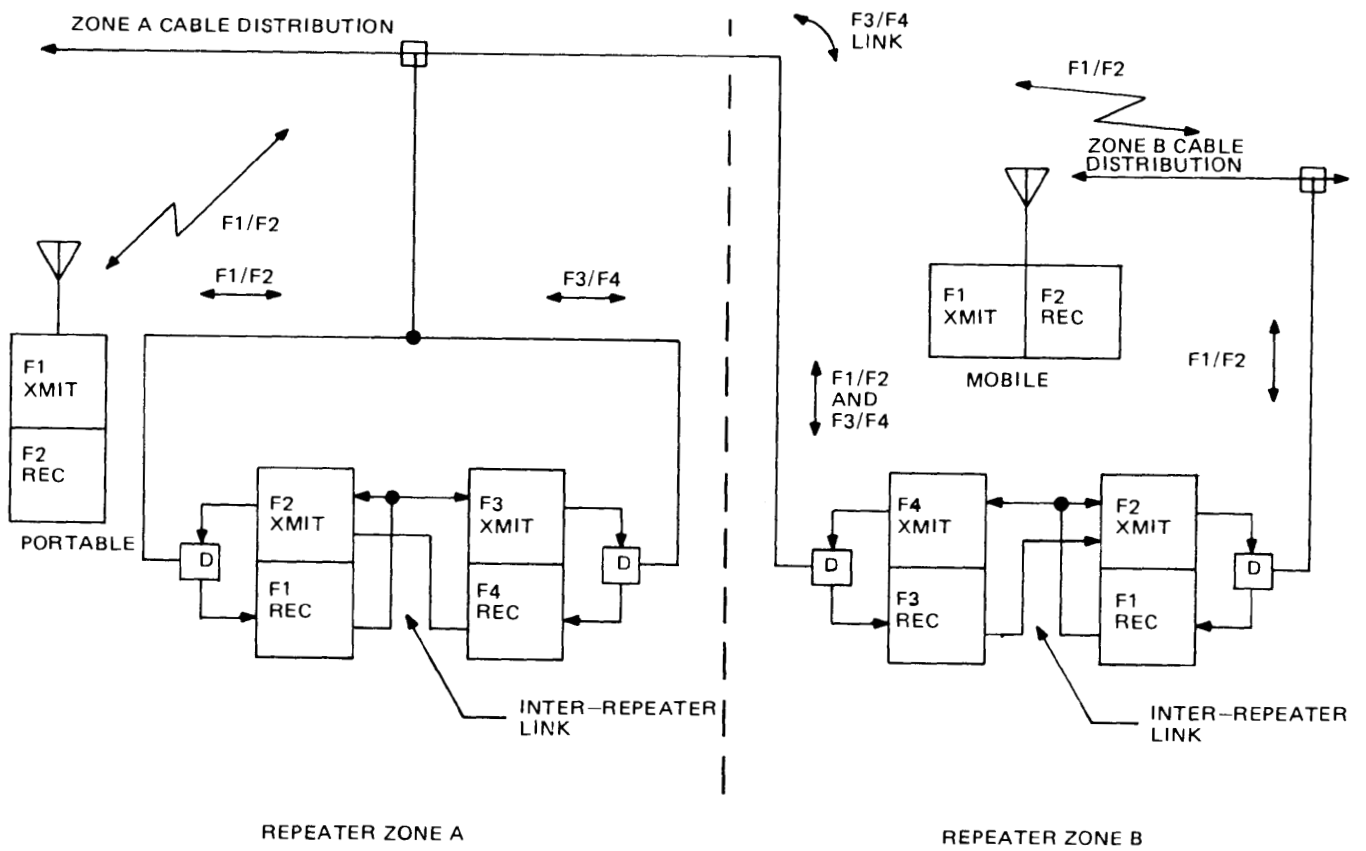 ZONE A CABLE DISTRIBUTION
F3/F4
LINK
F1/F2
ZONE B CABLE
DISTRIBUTION
F1/F2
F1/F2
F3/F4
F1
XMIT
F2
REC
PORTABLE
F1
XMIT
F2
REC
MOBILE
F1/F2
F1/F2
AND
F3/F4
F2
XMIT
F1
REC
D
F3
XMIT
F4
REC
D
INTER-REPEATER
LINK
F4
XMIT
F3
REC
D
F2
XMIT
F1
REC
D
INTER-REPEATER
LINK
REPEATER ZONE A
REPEATER ZONE B